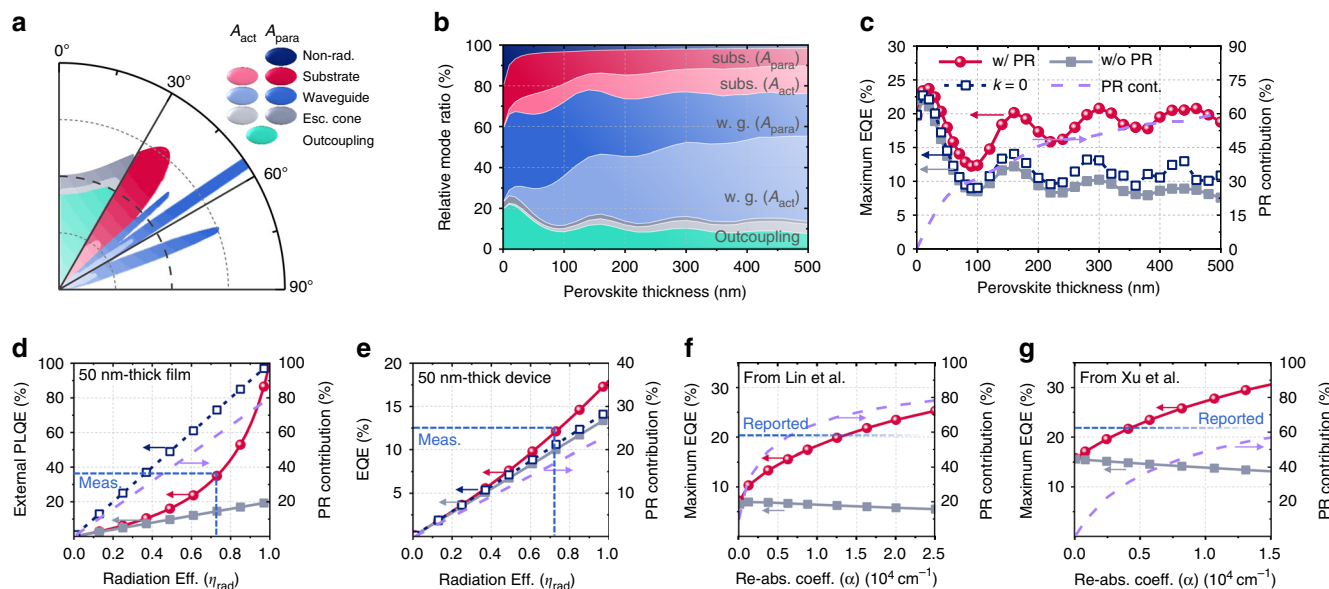 a
0°
30°
60°
90°
A_act A_para
Non-rad.
Substrate
Waveguide
Esc. cone
Outcoupling
b
Relative mode ratio (%)
100
80
60
40
20
0
subs. (A_para)
subs. (A_act)
w. g. (A_para)
w. g. (A_act)
Outcoupling
0 100 200 300 400 500
Perovskite thickness (nm)
c
Maximum EQE (%)
30
25
20
15
10
5
0
w/ PR w/o PR
k = 0 PR cont.
90
75
60
45
30
15
0
PR contribution (%)
0 100 200 300 400 500
Perovskite thickness (nm)
d
External PLQE (%)
100
80
60
40
20
50 nm-thick film
Meas.
100
80
60
40
20
0
PR contribution (%)
0.0 0.2 0.4 0.6 0.8 1.0
Radiation Eff. (η_rad)
e
EQE (%)
20
15
10
5
50 nm-thick device
Meas.
40
30
20
10
0
PR contribution (%)
0.0 0.2 0.4 0.6 0.8 1.0
Radiation Eff. (η_rad)
f
Maximum EQE (%)
30
20
10
From Lin et al.
Reported
100
80
60
40
20
0
PR contribution (%)
0.0 0.5 1.0 1.5 2.0 2.5
Re-abs. coeff. (α) (10⁴ cm⁻¹)
g
Maximum EQE (%)
30
20
10
From Xu et al.
Reported
100
80
60
40
20
0
PR contribution (%)
0.0 0.5 1.0 1.5
Re-abs. coeff. (α) (10⁴ cm⁻¹)